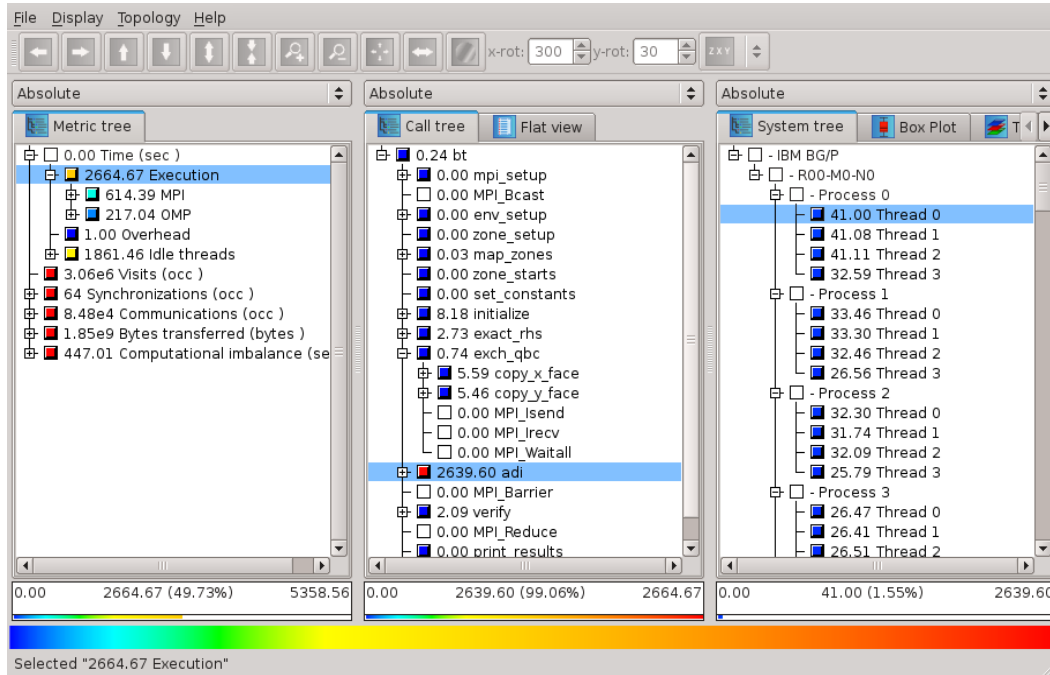 File Display Topology Help
x-rot: 300 y-rot: 30 ZXY
Absolute
Metric tree
0.00 Time (sec )
2664.67 Execution
614.39 MPI
217.04 OMP
1.00 Overhead
1861.46 Idle threads
3.06e6 Visits (occ )
64 Synchronizations (occ )
8.48e4 Communications (occ )
1.85e9 Bytes transferred (bytes )
447.01 Computational imbalance (se
0.00 2664.67 (49.73%) 5358.56
Absolute
Call tree Flat view
0.24 bt
0.00 mpi_setup
0.00 MPI_Bcast
0.00 env_setup
0.00 zone_setup
0.03 map_zones
0.00 zone_starts
0.00 set_constants
8.18 initialize
2.73 exact_rhs
0.74 exch_qbc
5.59 copy_x_face
5.46 copy_y_face
0.00 MPI_Isend
0.00 MPI_Irecv
0.00 MPI_Waitall
2639.60 adi
0.00 MPI_Barrier
2.09 verify
0.00 MPI_Reduce
0.00 print_results
0.00 2639.60 (99.06%) 2664.67
Absolute
System tree Box Plot T
- IBM BG/P
- R00-M0-N0
- Process 0
41.00 Thread 0
41.08 Thread 1
41.11 Thread 2
32.59 Thread 3
- Process 1
33.46 Thread 0
33.30 Thread 1
32.46 Thread 2
26.56 Thread 3
- Process 2
32.30 Thread 0
31.74 Thread 1
32.09 Thread 2
25.79 Thread 3
- Process 3
26.47 Thread 0
26.41 Thread 1
26.51 Thread 2
0.00 41.00 (1.55%) 2639.60
Selected "2664.67 Execution"